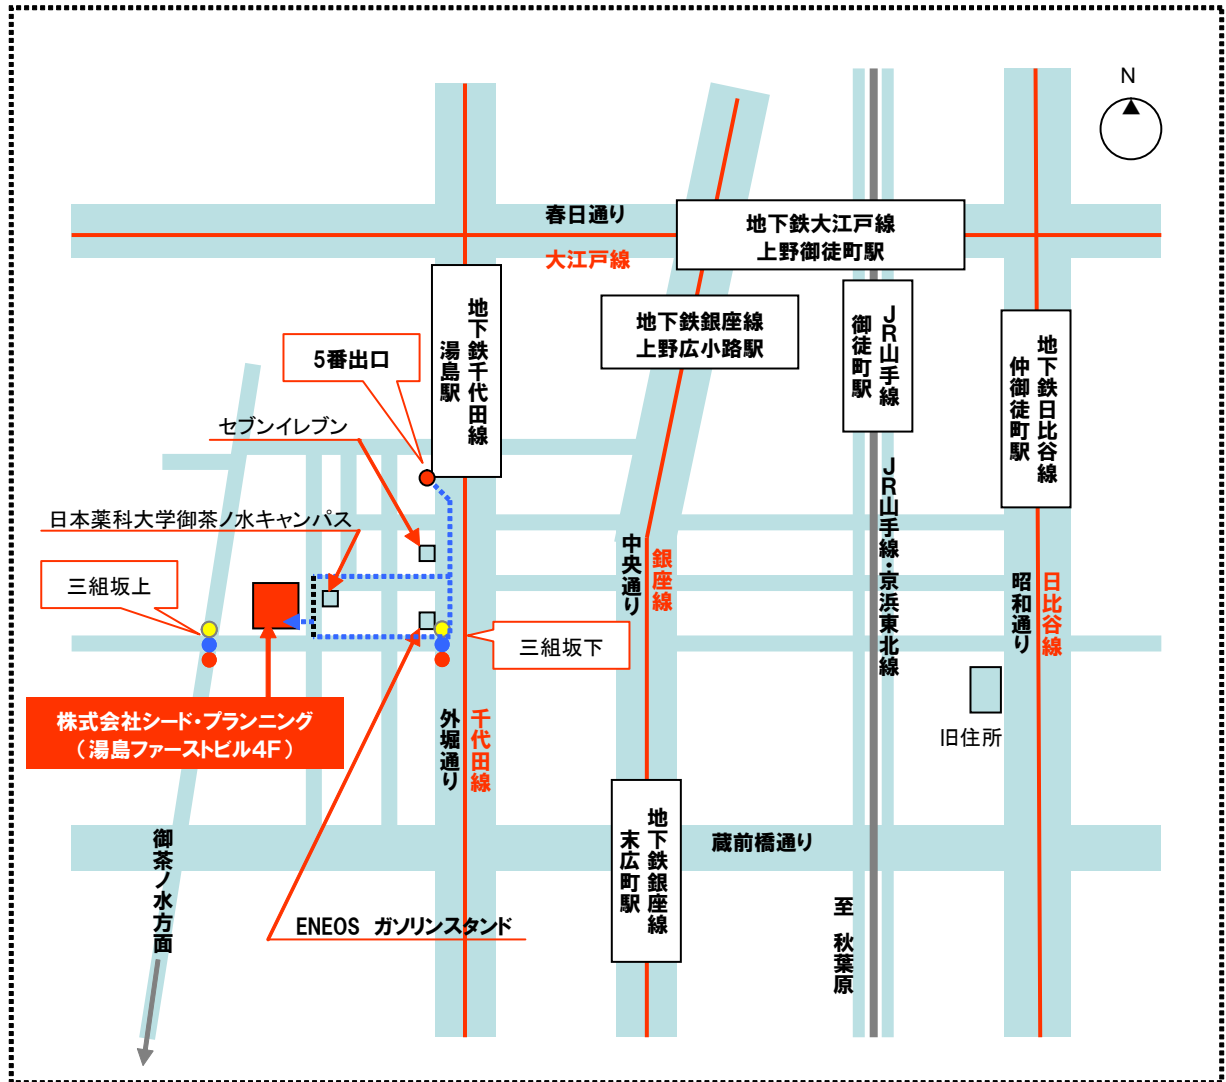 N
春日通り
大江戸線
地下鉄大江戸線
上野御徒町駅
地下鉄千代田線
湯島駅
地下鉄銀座線
上野広小路駅
JR山手線
御徒町駅
地下鉄日比谷線
仲御徒町駅
5番出口
セブンイレブン
日本薬科大学御茶ノ水キャンパス
三組坂上
三組坂下
株式会社シード・プランニング
(湯島ファーストビル4F)
外堀通り
千代田線
中央通り
銀座線
JR山手線・京浜東北線
昭和通り
日比谷線
旧住所
蔵前橋通り
地下鉄銀座線
末広町駅
御茶ノ水方面
ENEOS ガソリンスタンド
至 秋葉原